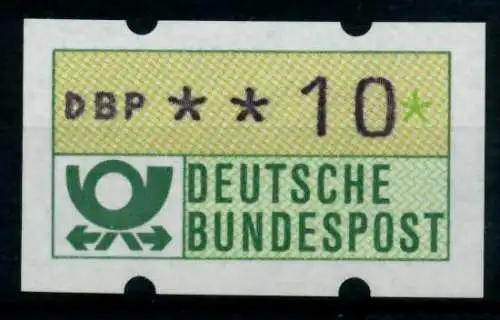 DBP * * 10 *
DEUTSCHE
BUNDESPOST